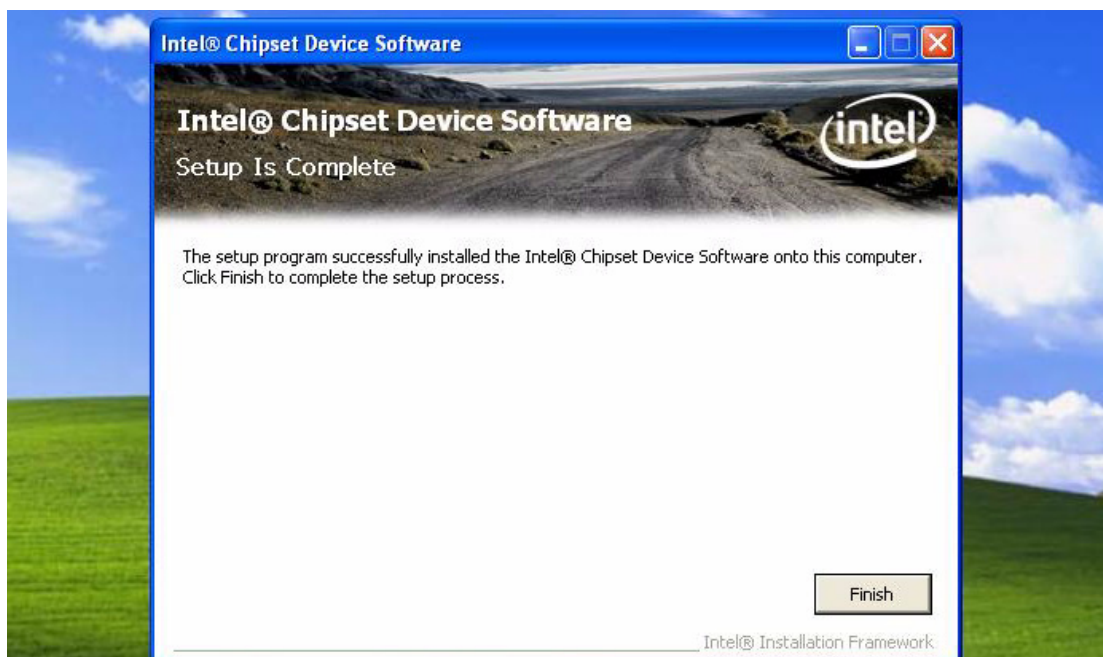 Intel® Chipset Device Software
Intel® Chipset Device Software
intel
Setup Is Complete
The setup program successfully installed the Intel® Chipset Device Software onto this computer.
Click Finish to complete the setup process.
Finish
Intel® Installation Framework